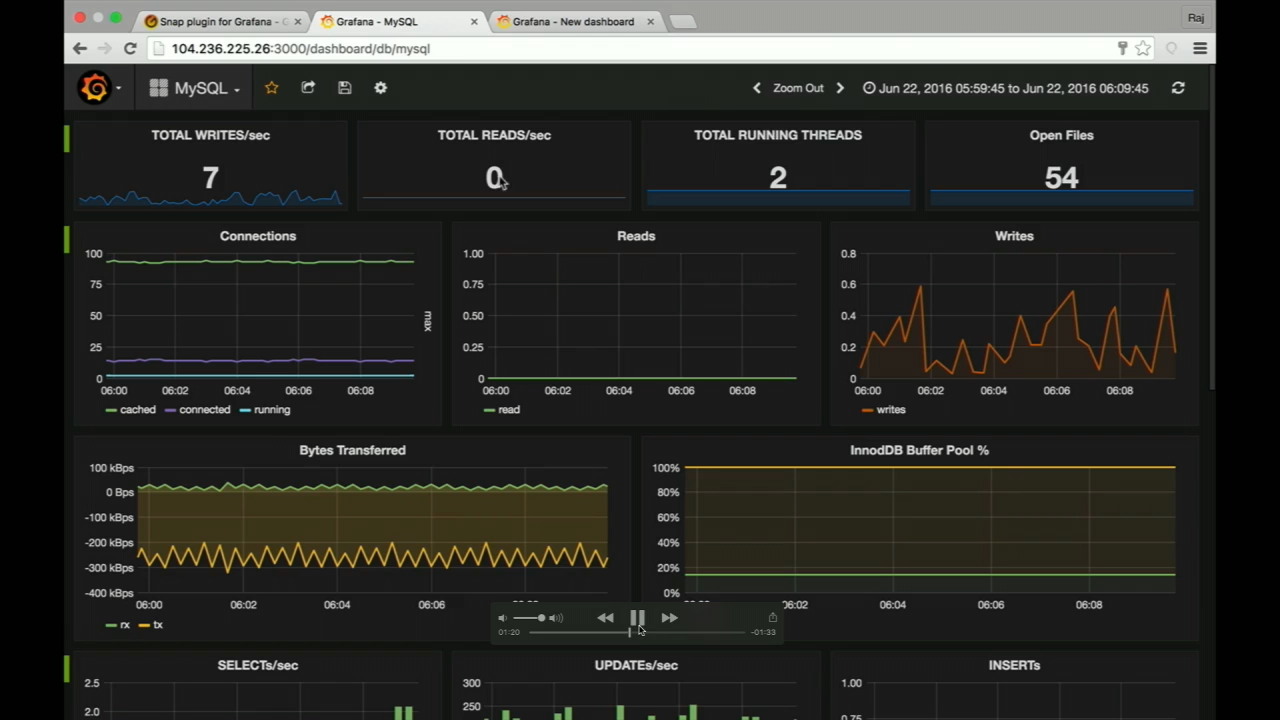 Snap plugin for Grafana - G
Grafana - MySQL
Grafana - New dashboard
Raj
104.236.225.26:3000/dashboard/db/mysql
MySQL
Zoom Out
Jun 22, 2016 05:59:45 to Jun 22, 2016 06:09:45
TOTAL WRITES/sec
7
TOTAL READS/sec
0
TOTAL RUNNING THREADS
2
Open Files
54
Connections
100
75
50
25
0
06:00 06:02 06:04 06:06 06:08
cached connected running
Reads
max
1.00
0.75
0.50
0.25
0
06:00 06:02 06:04 06:06 06:08
read
Writes
0.8
0.6
0.4
0.2
0
06:00 06:02 06:04 06:06 06:08
writes
Bytes Transferred
100 kBps
0 Bps
-100 kBps
-200 kBps
-300 kBps
-400 kBps
06:00 06:02 06:04 06:06
rx tx
InnodDB Buffer Pool %
100%
80%
60%
40%
20%
0%
06:02 06:04 06:06 06:08
01:20
-01:33
SELECTs/sec
2.5
2.0
UPDATEs/sec
300
250
INSERTs
1.00
0.75